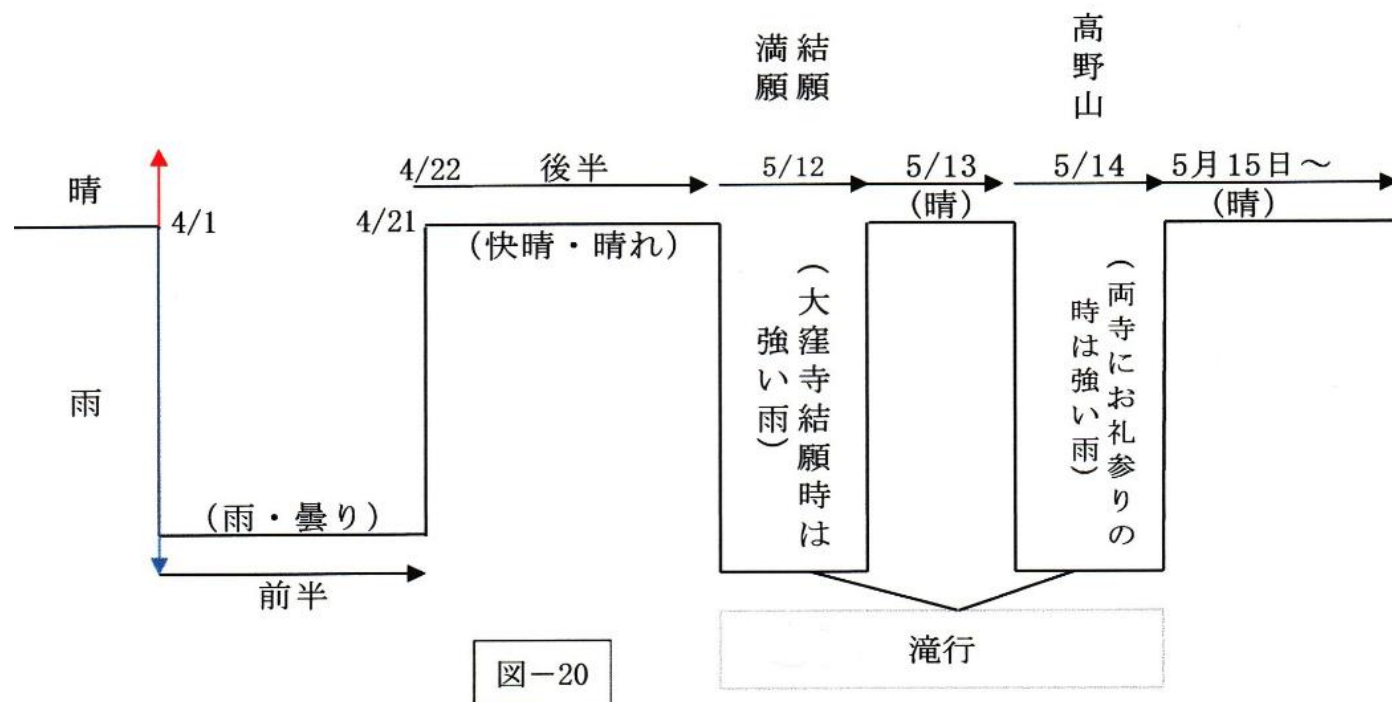 高野山
結願
満願
4/22
後半
5/12
5/13
5/14
5月15日～
晴
4/1
4/21
(快晴・晴れ)
(晴)
(晴)
雨
(大窪寺結願時は
強い雨)
(両寺にお礼参りの
時は強い雨)
(雨・曇り)
前半
滝行
図－20